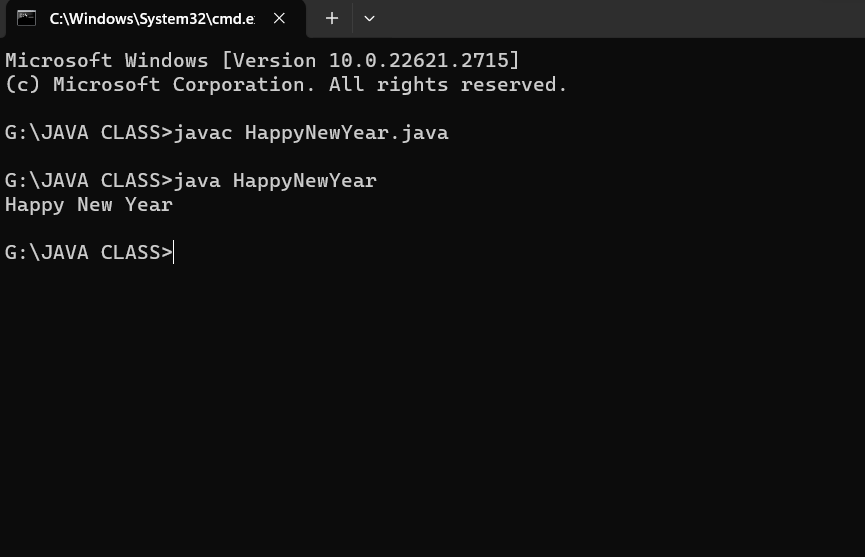 C:\Windows\System32\cmd.e
Microsoft Windows [Version 10.0.22621.2715]
(c) Microsoft Corporation. All rights reserved.
G:\JAVA CLASS>javac HappyNewYear.java
G:\JAVA CLASS>java HappyNewYear
Happy New Year
G:\JAVA CLASS>